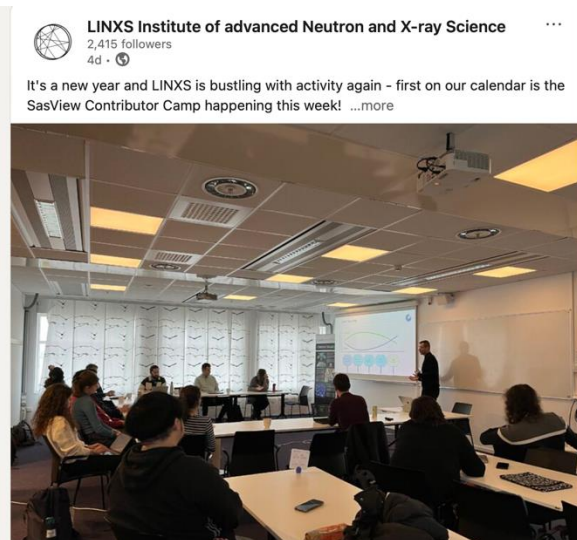 LINXS Institute of advanced Neutron and X-ray Science
2,415 followers
4d •
It's a new year and LINXS is bustling with activity again - first on our calendar is the
SasView Contributor Camp happening this week! ...more